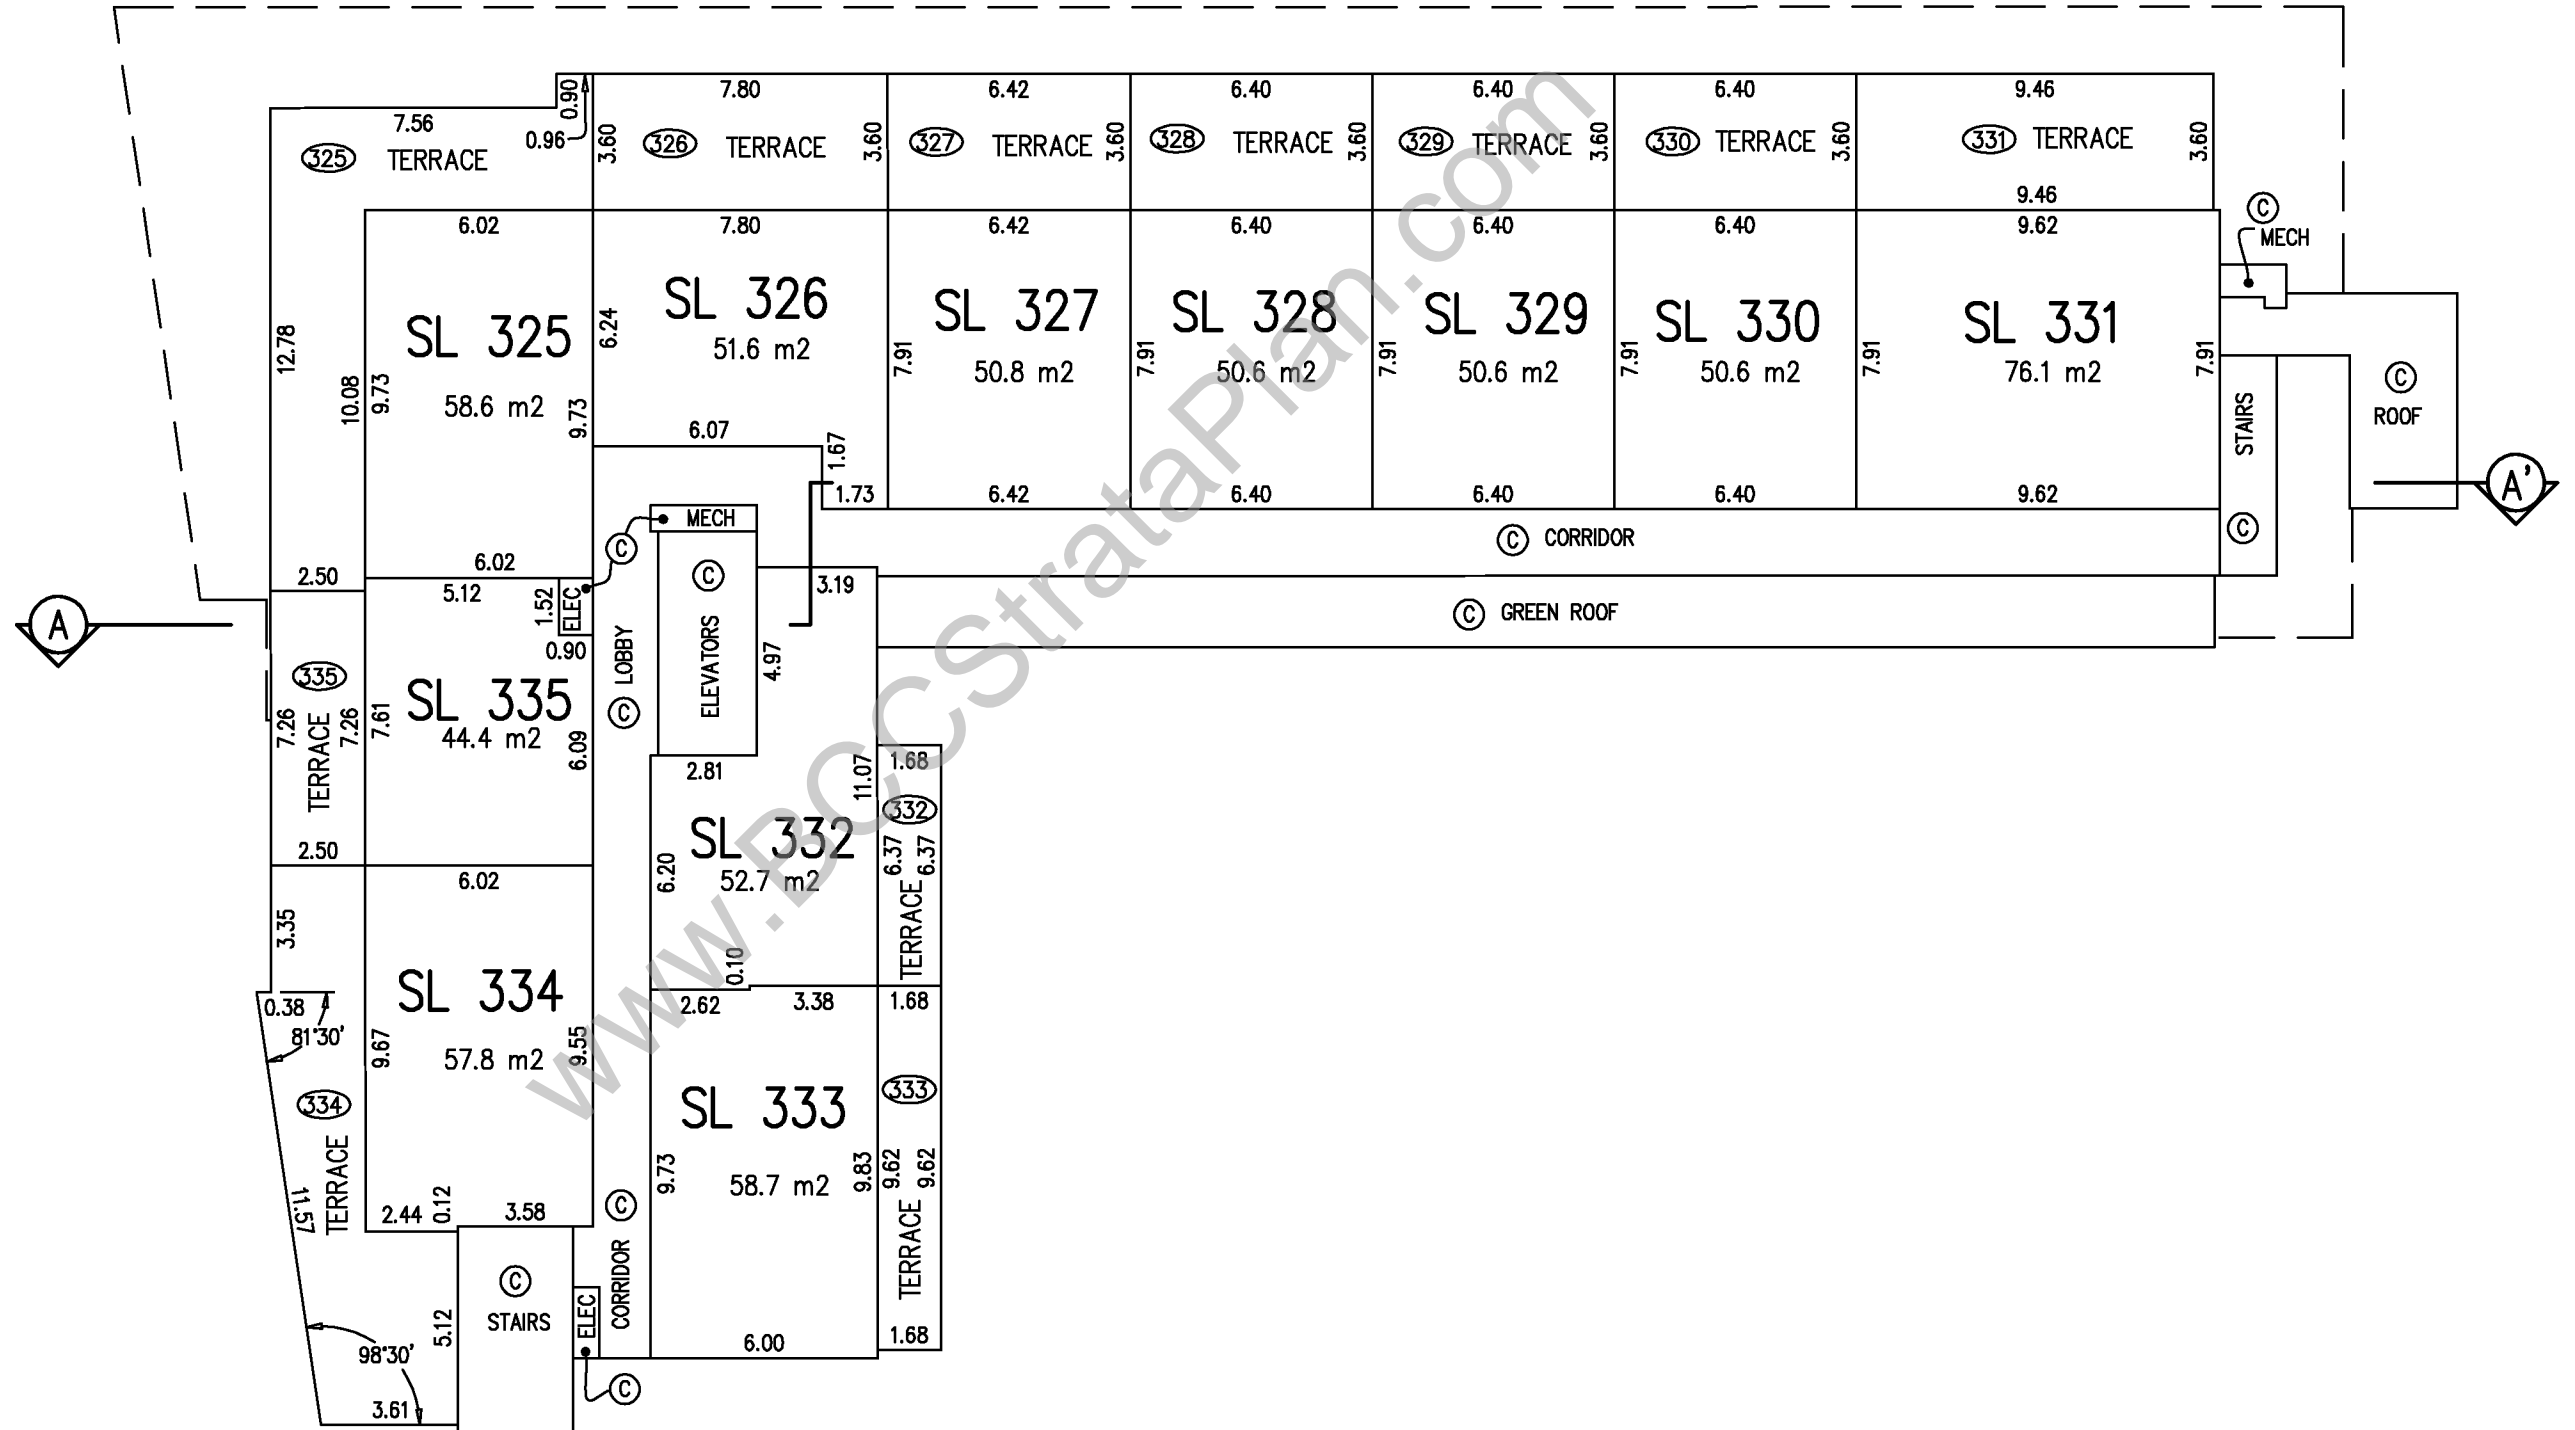 7.80
6.42
6.40
6.40
6.40
9.46
0.90
7.56
0.96
325
TERRACE
3.60
326
TERRACE
3.60
327
TERRACE
3.60
328
TERRACE
3.60
329
TERRACE
3.60
330
TERRACE
3.60
331
TERRACE
3.60
9.46
6.02
7.80
6.42
6.40
6.40
6.40
9.62
C
MECH
12.78
10.08
9.73
SL 325
58.6 m2
9.73
6.24
SL 326
51.6 m2
SL 327
50.8 m2
7.91
SL 328
50.6 m2
7.91
SL 329
50.6 m2
7.91
SL 330
50.6 m2
7.91
SL 331
76.1 m2
7.91
7.91
C
ROOF
STAIRS
C
6.07
1.67
1.73
6.42
6.40
6.40
6.40
9.62
A'
MECH
C
C
CORRIDOR
C
GREEN ROOF
6.02
2.50
5.12
1.52
ELEC
0.90
C
ELEVATORS
3.19
4.97
A
LOBBY
C
335
TERRACE
7.26
7.26
7.61
SL 335
44.4 m2
6.09
2.81
11.07
1.68
332
6.37
6.37
TERRACE
SL 332
52.7 m2
6.20
0.10
2.50
6.02
3.35
0.38
81°30'
SL 334
57.8 m2
9.67
9.55
2.62
3.38
1.68
334
TERRACE
11.57
SL 333
58.7 m2
9.73
9.83
333
9.62
9.62
TERRACE
2.44
0.12
3.58
C
STAIRS
5.12
C
CORRIDOR
ELEC
6.00
1.68
98°30'
C
3.61
www.BCCStrataPlan.com